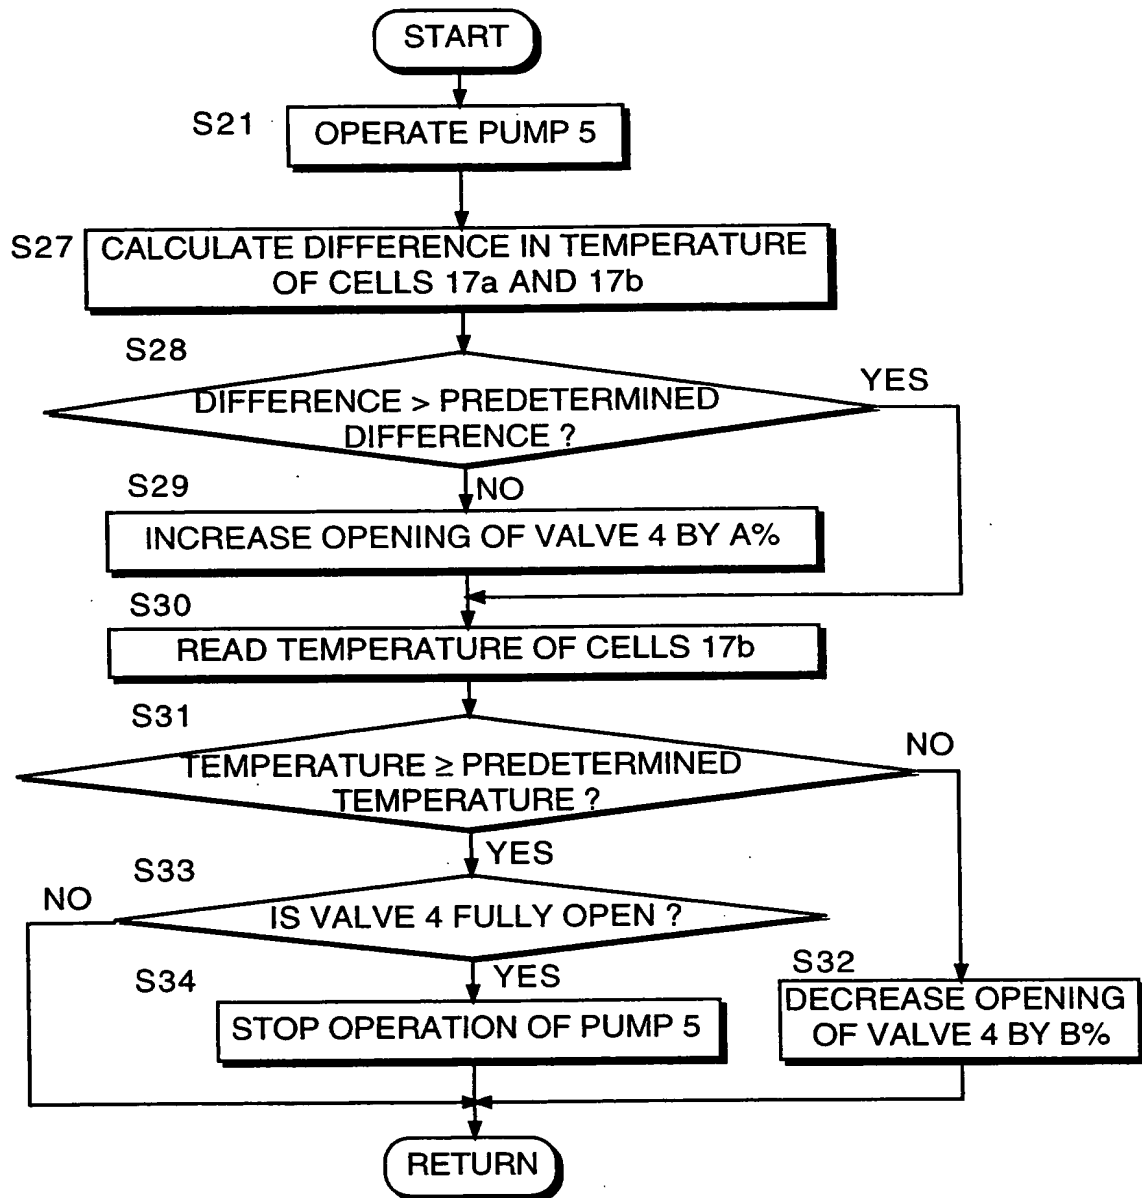 START
S21
OPERATE PUMP 5
S27
CALCULATE DIFFERENCE IN TEMPERATURE
OF CELLS 17a AND 17b
S28
DIFFERENCE > PREDETERMINED
DIFFERENCE ?
YES
NO
S29
INCREASE OPENING OF VALVE 4 BY A%
S30
READ TEMPERATURE OF CELLS 17b
S31
TEMPERATURE ≥ PREDETERMINED
TEMPERATURE ?
NO
YES
S33
NO
IS VALVE 4 FULLY OPEN ?
YES
S34
STOP OPERATION OF PUMP 5
S32
DECREASE OPENING
OF VALVE 4 BY B%
RETURN